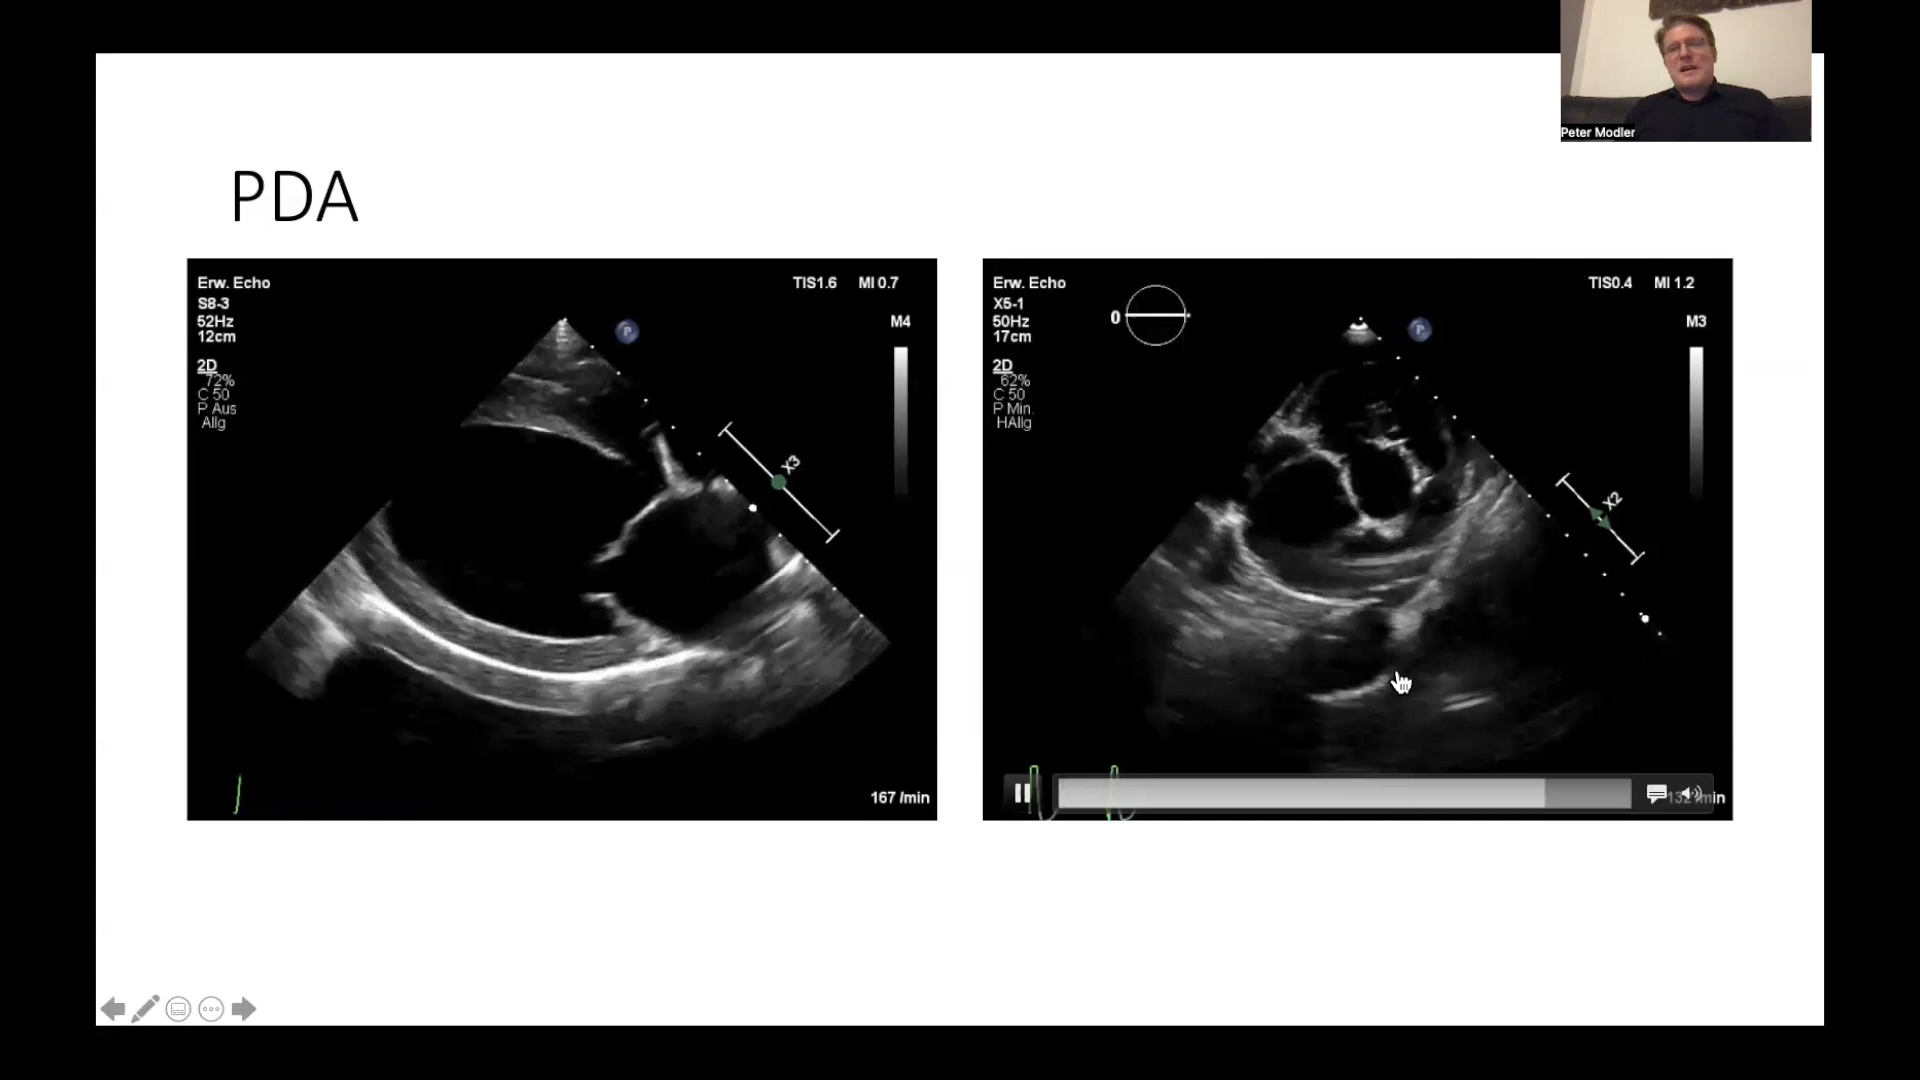 Peter Modler
PDA
Erw. Echo
TIS1.6 MI 0.7
S8-3
52Hz
12cm
M4
2D
72%
C 50
P Aus
Allg
X3
167 /min
Erw. Echo
TIS0.4 MI 1.2
X5-1
50Hz
17cm
0
M3
2D
62%
C 50
P Min.
HAllg
X2
P
P
132 /min